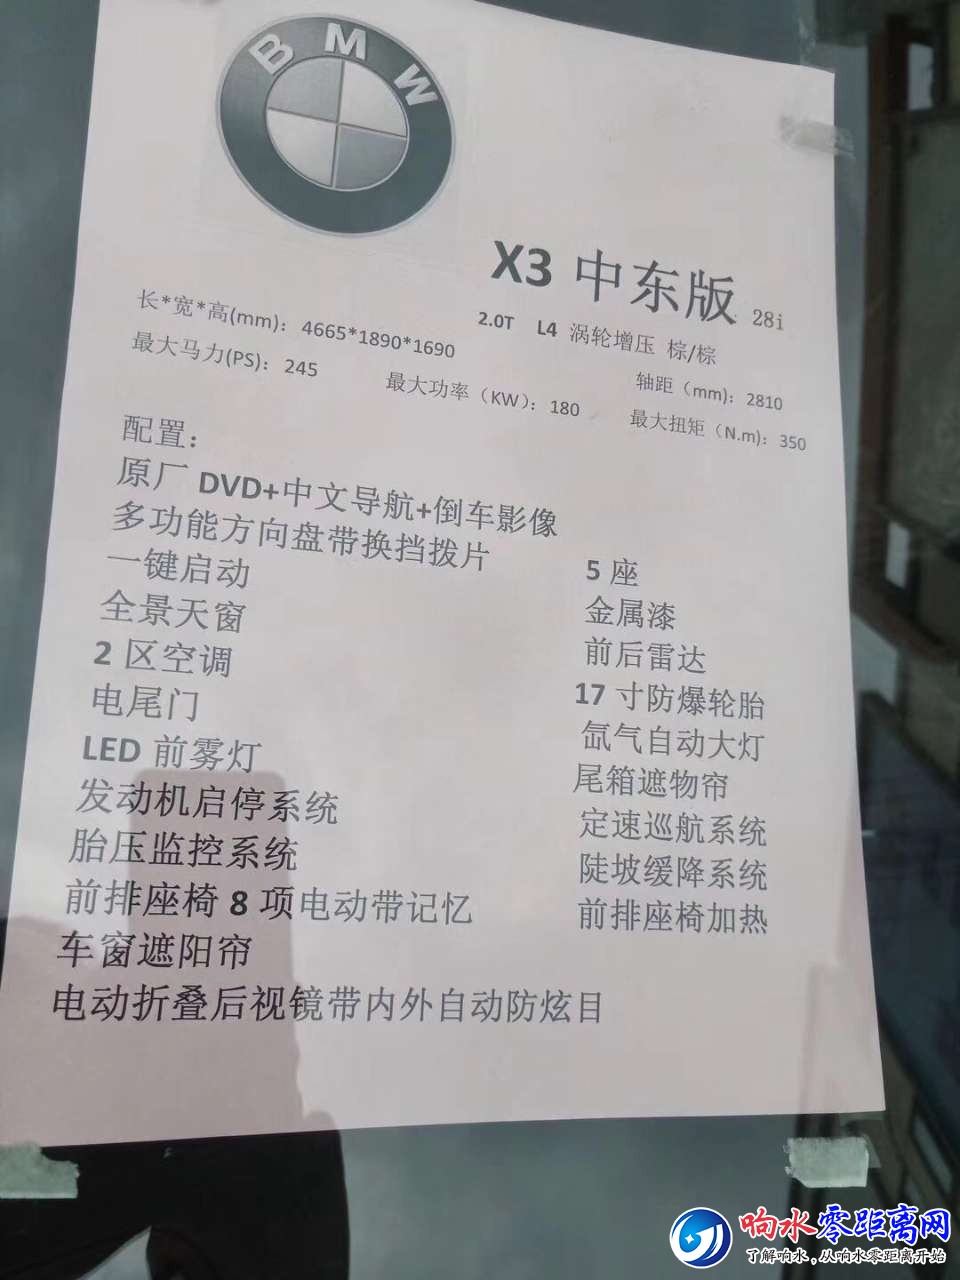 BMW
X3 中东版 28i
2.0T L4 涡轮增压 棕/棕
长*宽*高(mm)：4665*1890*1690
轴距（mm)：2810
最大马力(PS)：245
最大功率（KW)：180
最大扭矩（N.m)：350
配置：
原厂 DVD+中文导航+倒车影像
多功能方向盘带换挡拨片
一键启动
5 座
全景天窗
金属漆
2 区空调
前后雷达
电尾门
17 寸防爆轮胎
LED 前雾灯
氙气自动大灯
发动机启停系统
尾箱遮物帘
胎压监控系统
定速巡航系统
前排座椅 8 项电动带记忆
陡坡缓降系统
车窗遮阳帘
前排座椅加热
电动折叠后视镜带内外自动防炫目
响水零距离网
了解响水，从响水零距离开始